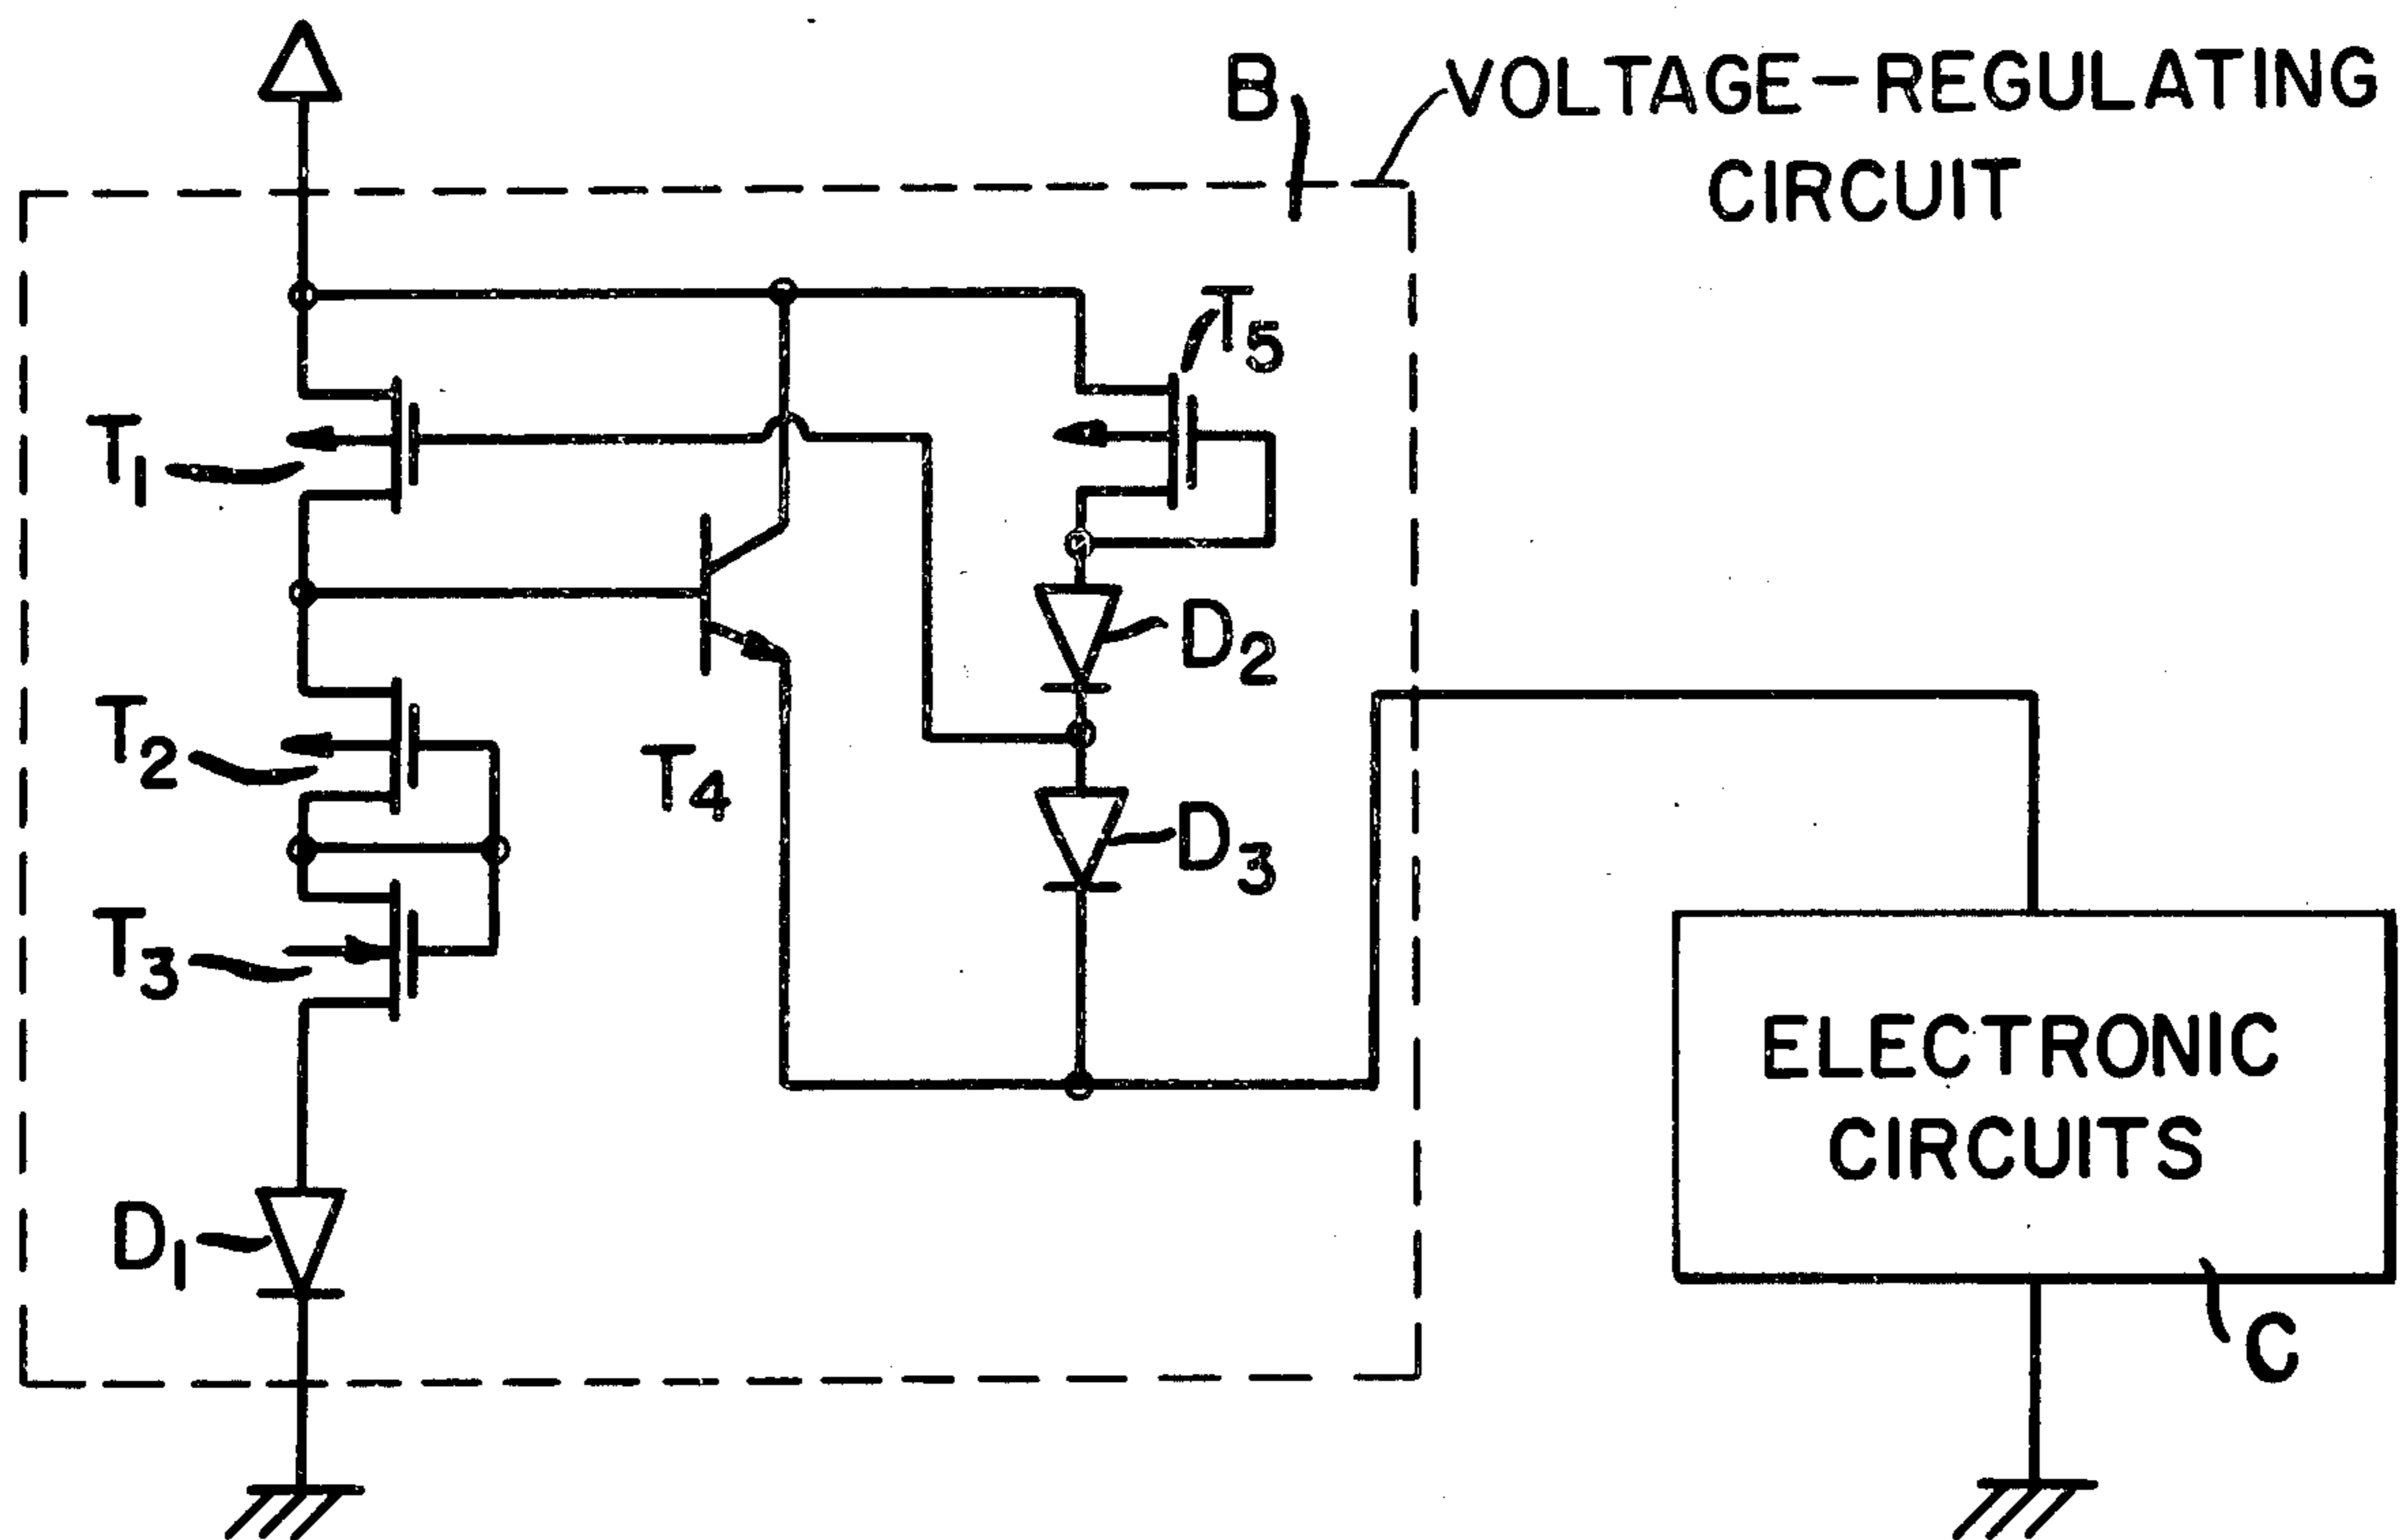 B
VOLTAGE-REGULATING
CIRCUIT
T5
T1
D2
T2
T4
D3
T3
ELECTRONIC
CIRCUITS
D1
C